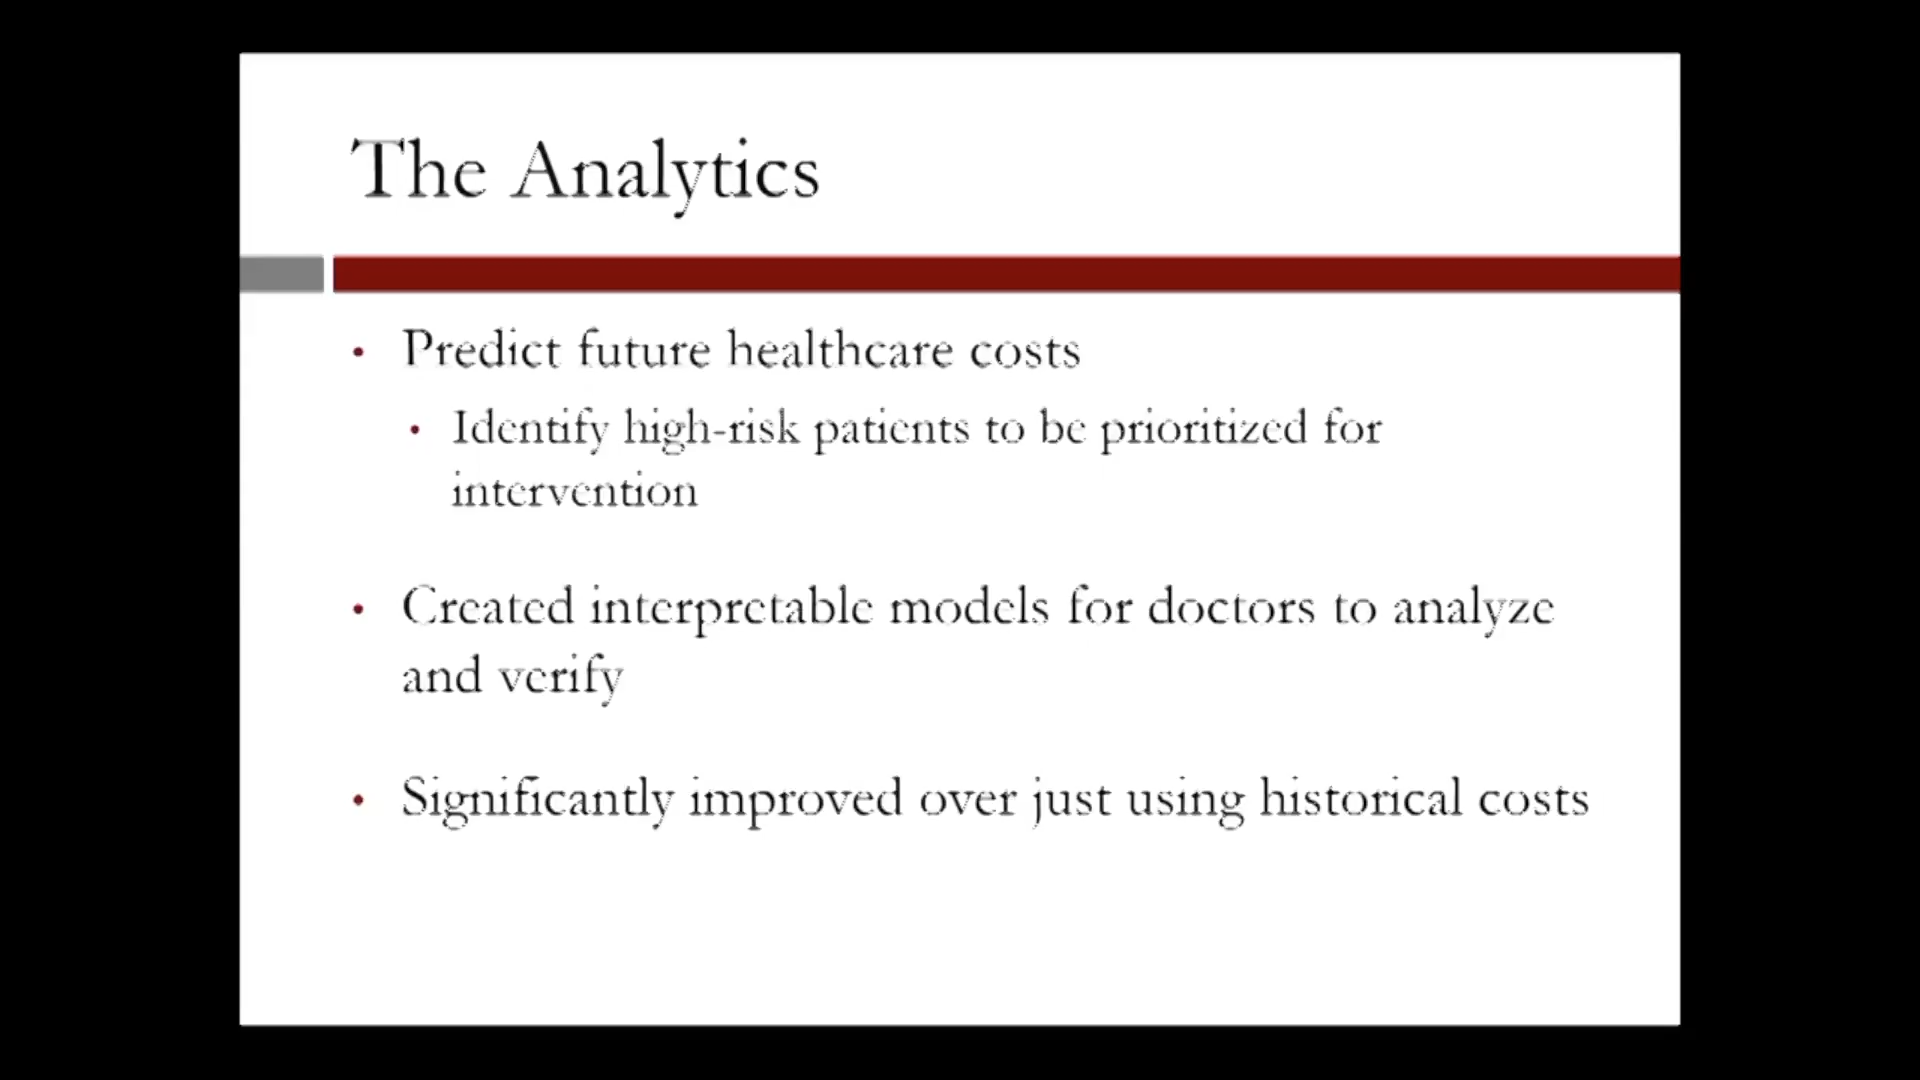 The Analytics
• Predict future healthcare costs
• Identify high-risk patients to be prioritized for
intervention
• Created interpretable models for doctors to analyze
and verify
• Significantly improved over just using historical costs